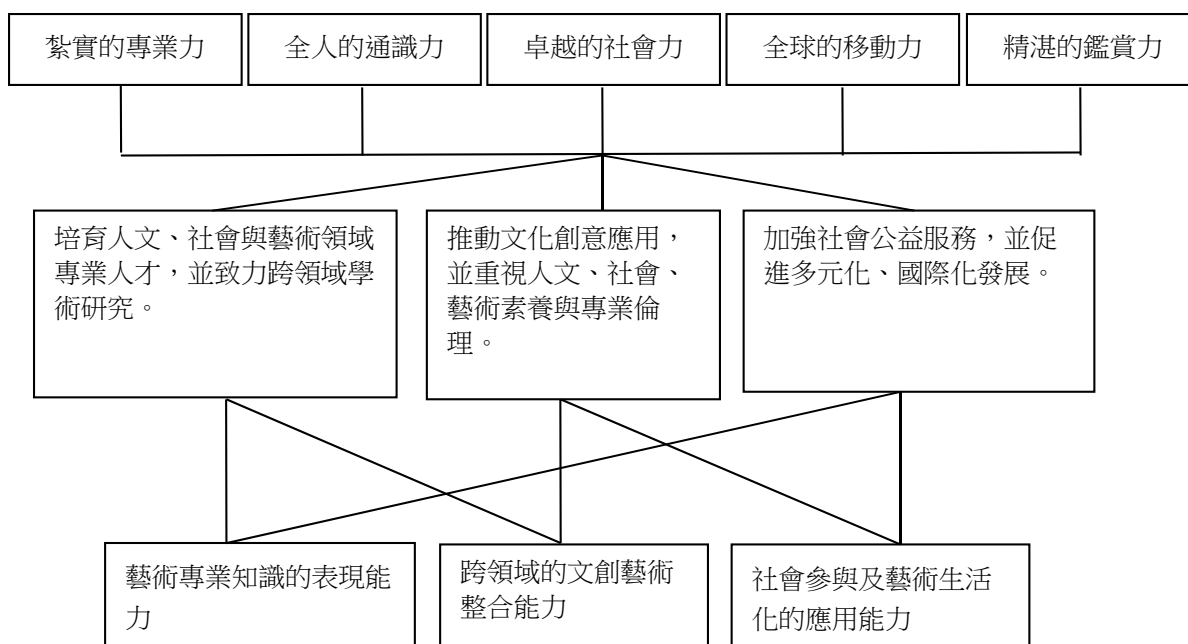 紮實的專業力
全人的通識力
卓越的社會力
全球的移動力
精湛的鑑賞力
培育人文、社會與藝術領域
專業人才，並致力跨領域學
術研究。
推動文化創意應用，
並重視人文、社會、
藝術素養與專業倫
理。
加強社會公益服務，並促
進多元化、國際化發展。
藝術專業知識的表現能
力
跨領域的文創藝術
整合能力
社會參與及藝術生活
化的應用能力